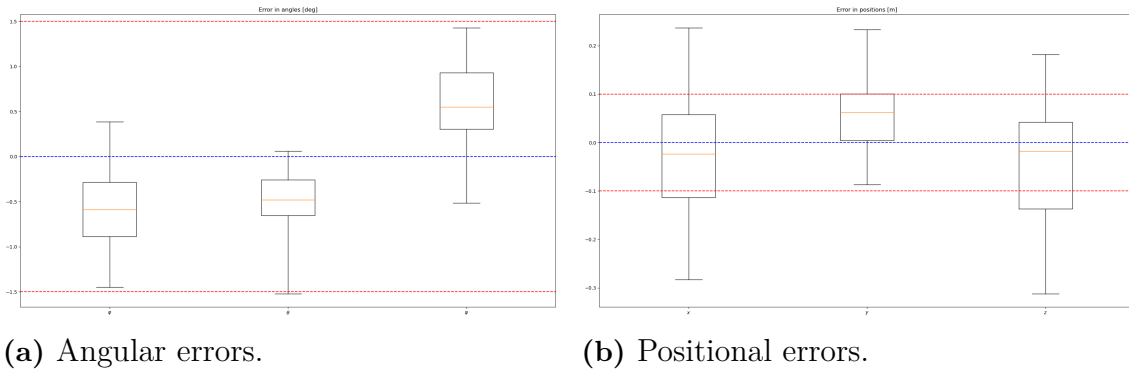 Error in angles [deg]
1.5
1.0
0.5
0.0
−0.5
−1.0
−1.5
φ
θ
ψ
Error in positions [m]
0.2
0.1
0.0
−0.1
−0.2
−0.3
x
y
z
(a) Angular errors.
(b) Positional errors.